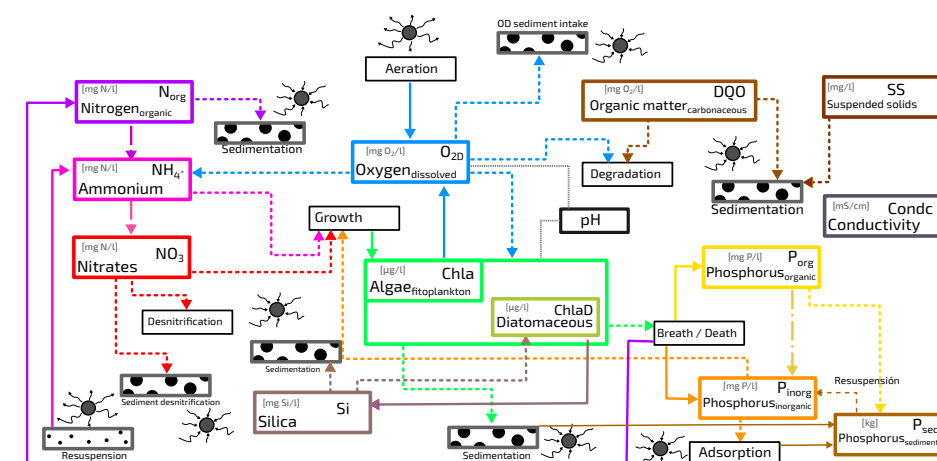 OD sediment intake
Aeration
[mg N/l] Norg
Nitrogenorganic
Sedimentation
[mg O₂/l] DQO
Organic mattercarbonaceous
[mg/l] SS
Suspended solids
[mg O₂/l] O2D
Oxygendissolved
[mg N/l] NH4+
Ammonium
Degradation
Sedimentation
[mS/cm] Condc
Conductivity
Growth
pH
[mg N/l] NO3
Nitrates
[mg P/l] Porg
Phosphorusorganic
[µg/l] Chla
Algaefitoplankton
[µg/l] ChlaD
Diatomaceous
Desnitrification
Breath / Death
Sedimentation
Sediment desnitrification
[mg Si/l] Si
Silica
[mg P/l] Pinorg
Phosphorusinorganic
Resuspensión
[kg] Psed
Phosphorussediment
Resuspension
Sedimentation
Adsorption